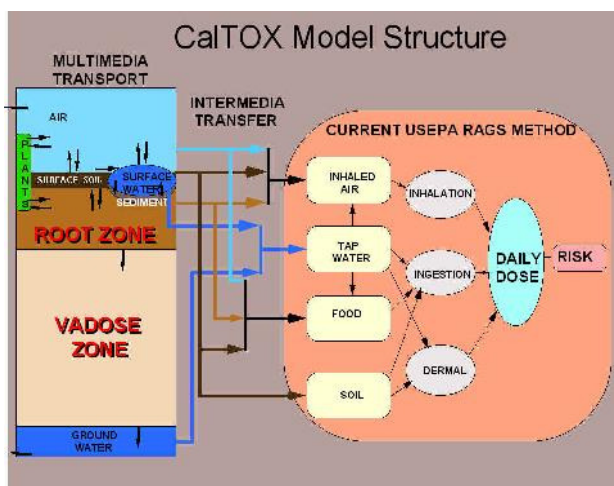 CalTOX Model Structure
MULTIMEDIA
TRANSPORT
INTERMEDIA
TRANSFER
CURRENT USEPA RAGS METHOD
AIR
PLANTS
SURFACE SOIL
SURFACE
WATER
SEDIMENT
ROOT ZONE
VADOSE
ZONE
GROUND
WATER
INHALED
AIR
TAP
WATER
FOOD
SOIL
INHALATION
INGESTION
DERMAL
DAILY
DOSE
RISK